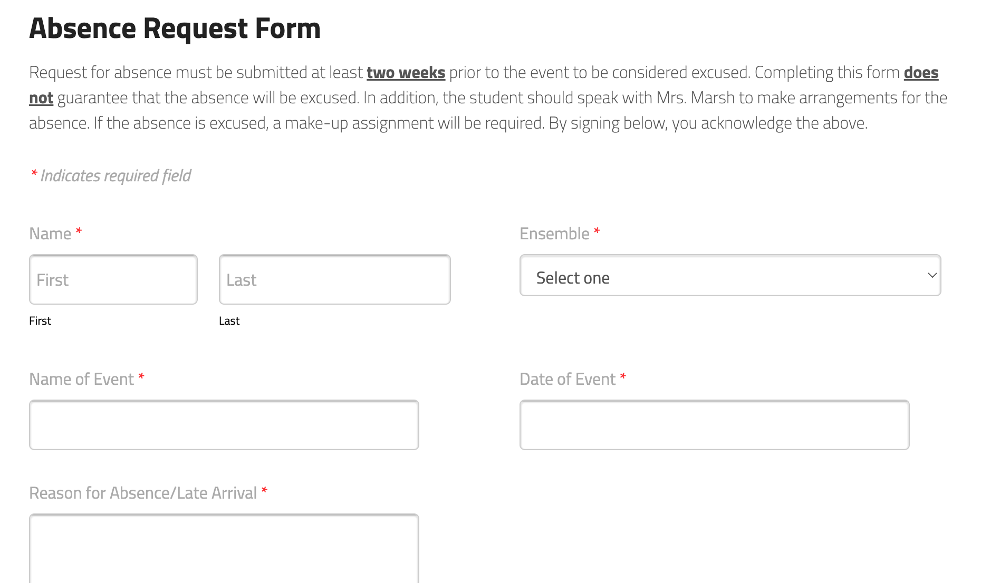 Absence Request Form
Request for absence must be submitted at least two weeks prior to the event to be considered excused. Completing this form does
not guarantee that the absence will be excused. In addition, the student should speak with Mrs. Marsh to make arrangements for the
absence. If the absence is excused, a make-up assignment will be required. By signing below, you acknowledge the above.
* Indicates required field
Name *
First Last
First Last
Ensemble *
Select one
Name of Event *
Date of Event *
Reason for Absence/Late Arrival *